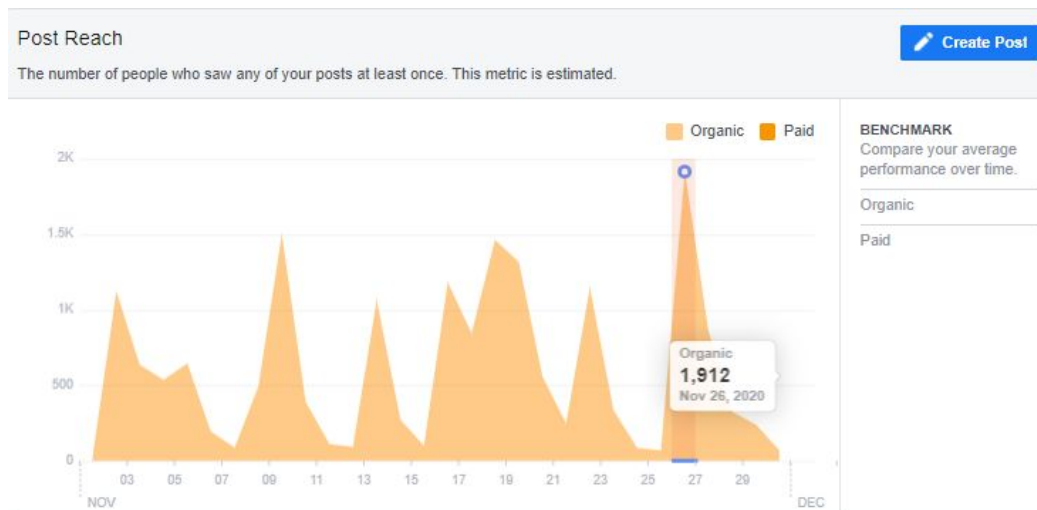 Post Reach
Create Post
The number of people who saw any of your posts at least once. This metric is estimated.
Organic Paid
BENCHMARK
Compare your average
performance over time.
Organic
Paid
2K
1.5K
1K
500
0
Organic
1,912
Nov 26, 2020
03 05 07 09 11 13 15 17 19 21 23 25 27 29
NOV DEC